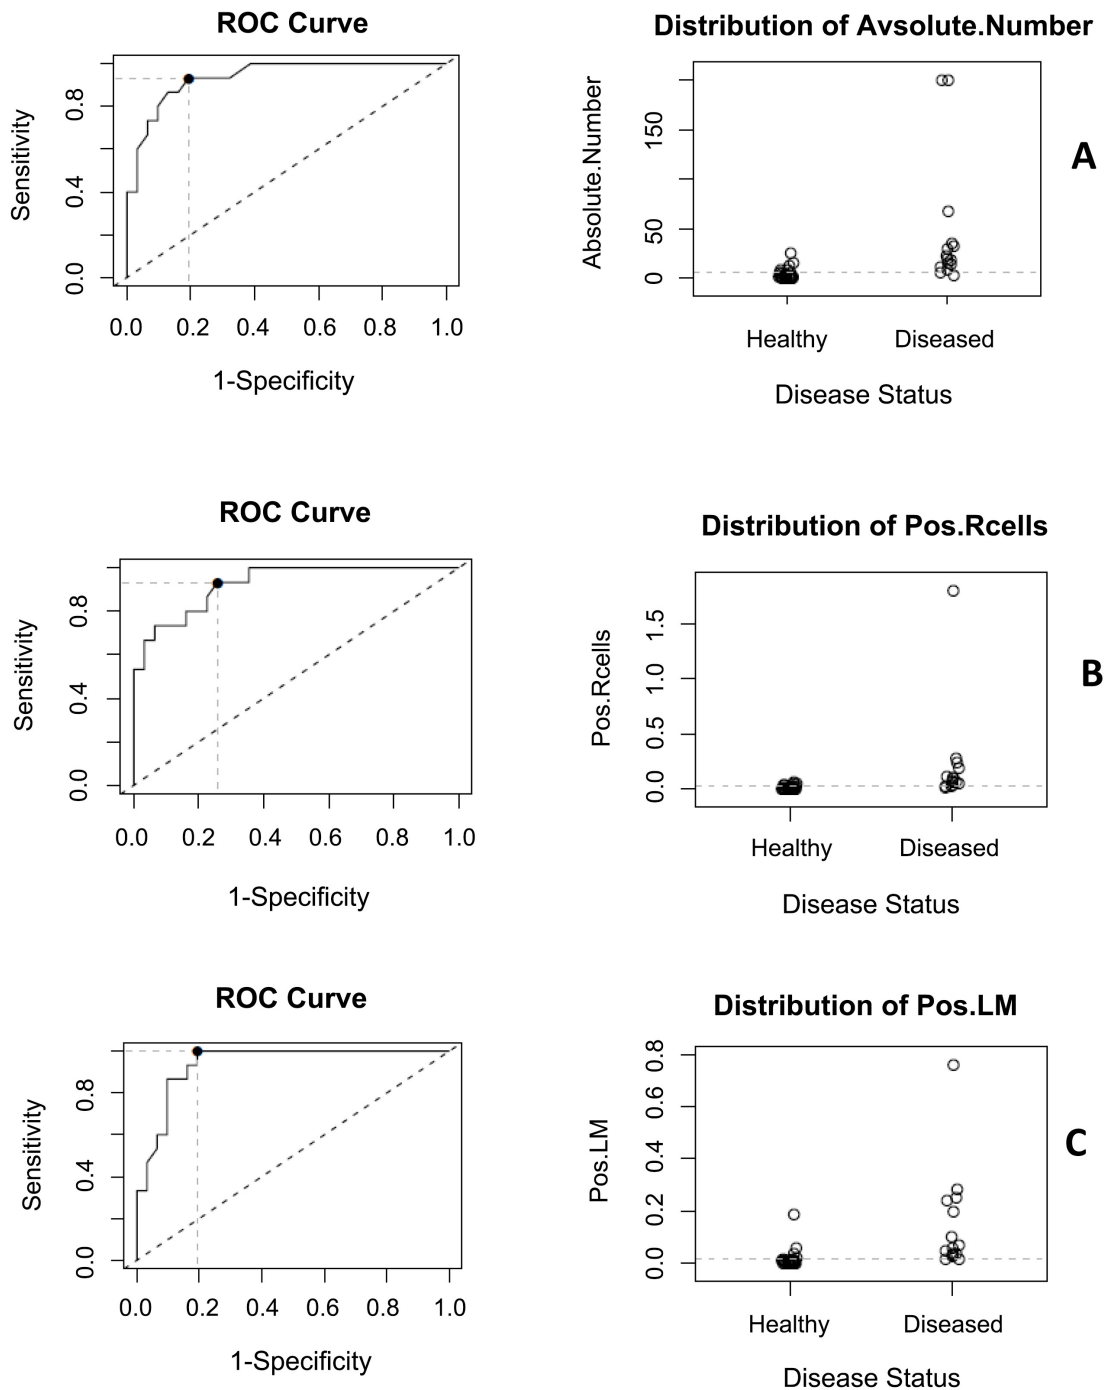 ROC Curve
Sensitivity
0.0 0.4 0.8
0.0 0.2 0.4 0.6 0.8 1.0
1-Specificity
Distribution of Avsolute.Number
Absolute.Number
0 50 150
Healthy Diseased
Disease Status
A
ROC Curve
Sensitivity
0.0 0.4 0.8
0.0 0.2 0.4 0.6 0.8 1.0
1-Specificity
Distribution of Pos.Rcells
Pos.Rcells
0.0 0.5 1.0 1.5
Healthy Diseased
Disease Status
B
ROC Curve
Sensitivity
0.0 0.4 0.8
0.0 0.2 0.4 0.6 0.8 1.0
1-Specificity
Distribution of Pos.LM
Pos.LM
0.0 0.2 0.4 0.6 0.8
Healthy Diseased
Disease Status
C